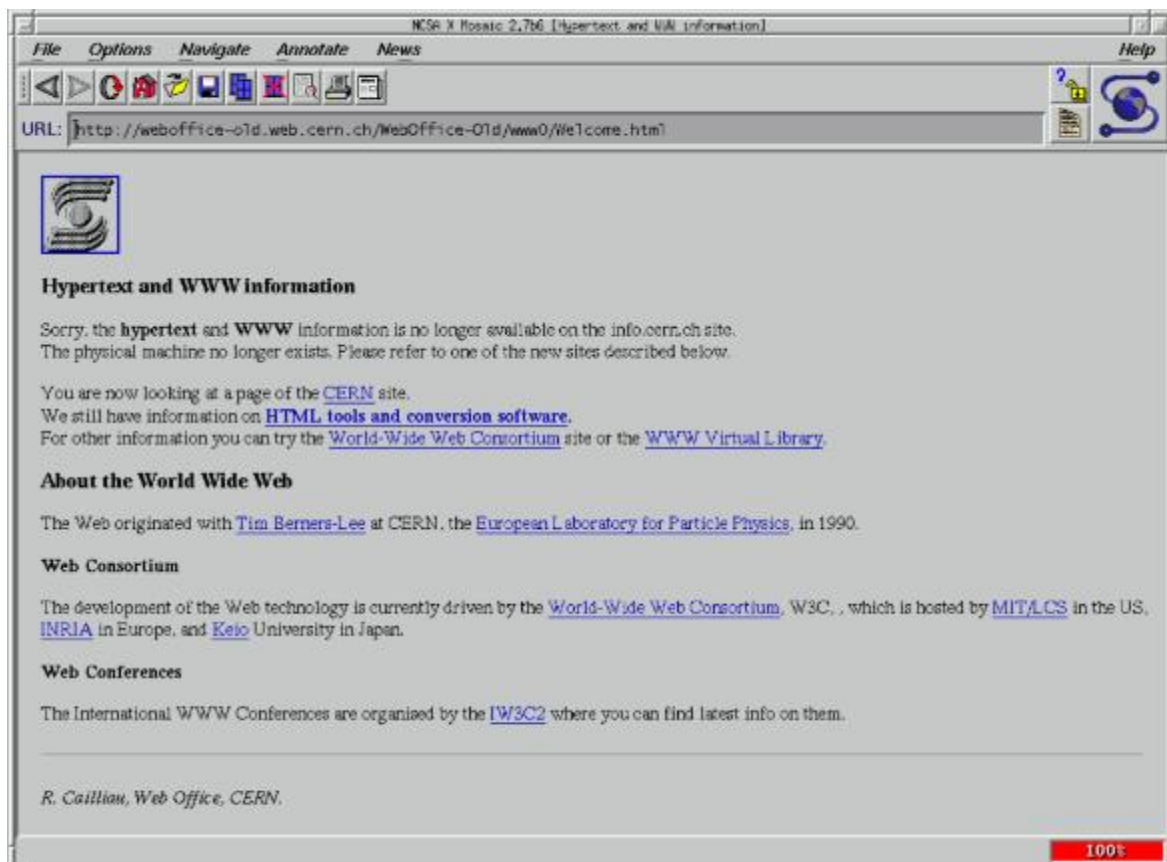 NCSA X Mosaic 2.7b6 [Hypertext and WWW information]
File Options Navigate Annotate News Help
URL: http://weboffice-old.web.cern.ch/WebOffice-Old/www0/Welcome.html
Hypertext and WWW information
Sorry, the hypertext and WWW information is no longer available on the info.cern.ch site.
The physical machine no longer exists. Please refer to one of the new sites described below.
You are now looking at a page of the CERN site.
We still have information on HTML tools and conversion software.
For other information you can try the World-Wide Web Consortium site or the WWW Virtual Library.
About the World Wide Web
The Web originated with Tim Berners-Lee at CERN, the European Laboratory for Particle Physics, in 1990.
Web Consortium
The development of the Web technology is currently driven by the World-Wide Web Consortium, W3C, , which is hosted by MIT/LCS in the US,
INRIA in Europe, and Keio University in Japan.
Web Conferences
The International WWW Conferences are organised by the IW3C2 where you can find latest info on them.
R. Cailliau, Web Office, CERN.
100%